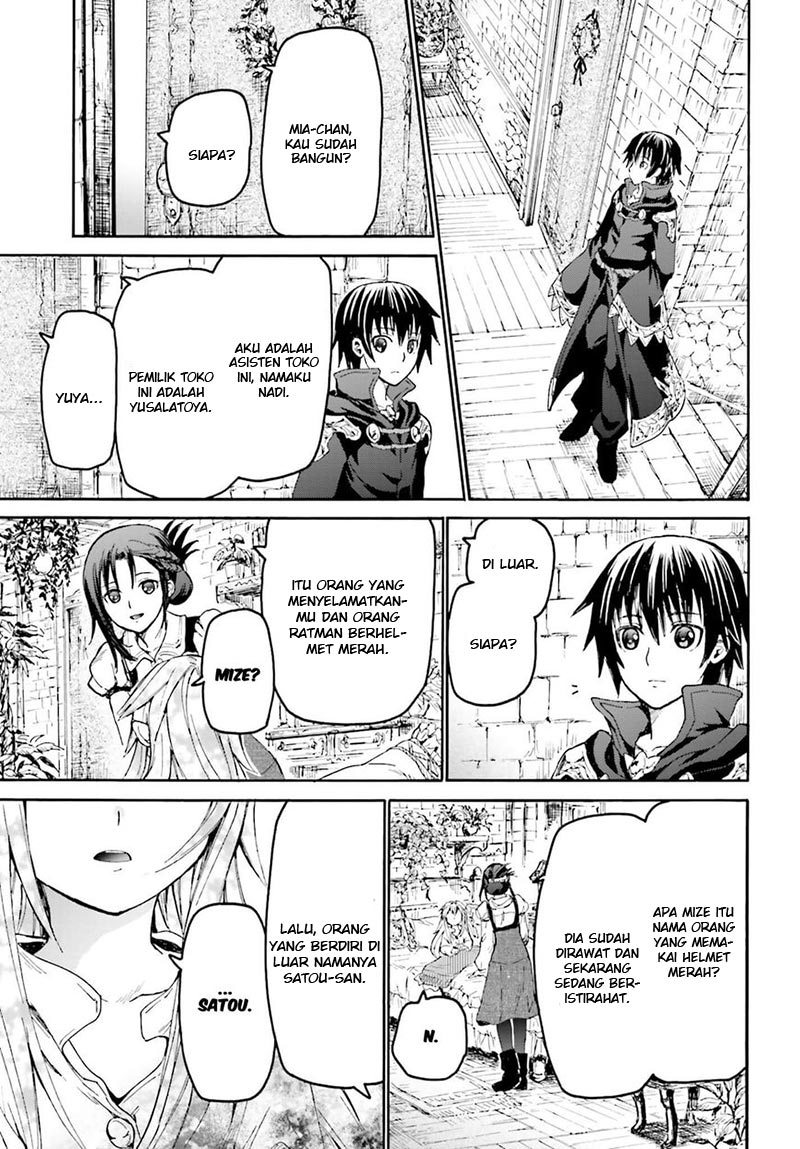 MIA-CHAN,
KAU SUDAH
BANGUN?
SIAPA?
AKU ADALAH
ASISTEN TOKO
INI, NAMAKU
NADI.
PEMILIK TOKO
INI ADALAH
YUSALATOYA.
YUYA...
DI LUAR.
SIAPA?
ITU ORANG YANG
MENYELAMATKAN-
MU DAN ORANG
RATMAN BERHEL-
MET MERAH.
MIZE?
APA MIZE ITU
NAMA ORANG
YANG MEMA-
KAI HELMET
MERAH?
DIA SUDAH
DIRAWAT DAN
SEKARANG
SEDANG BER-
ISTIRAHAT.
N.
LALU, ORANG
YANG BERDIRI DI
LUAR NAMANYA
SATOU-SAN.
...
SATOU.